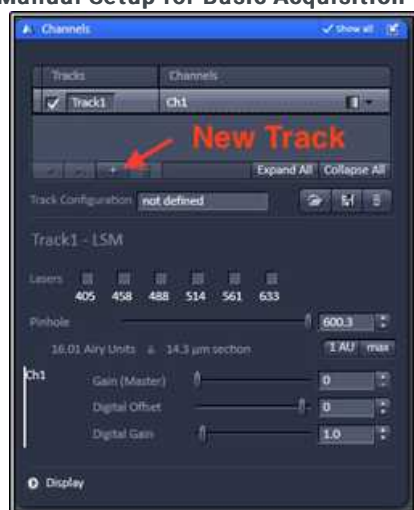 Manual Setup for Basic Acquisition
Channels Show all
Tracks Channels
Track1 Ch1
New Track
+
Expand All Collapse All
Track Configuration not defined
Track1 - LSM
Lasers
405 458 488 514 561 633
Pinhole 600.3
16.01 Airy Units ≙ 14.3 µm section 1 AU max
Ch1 Gain (Master) 0
Digital Offset 0
Digital Gain 1.0
Display